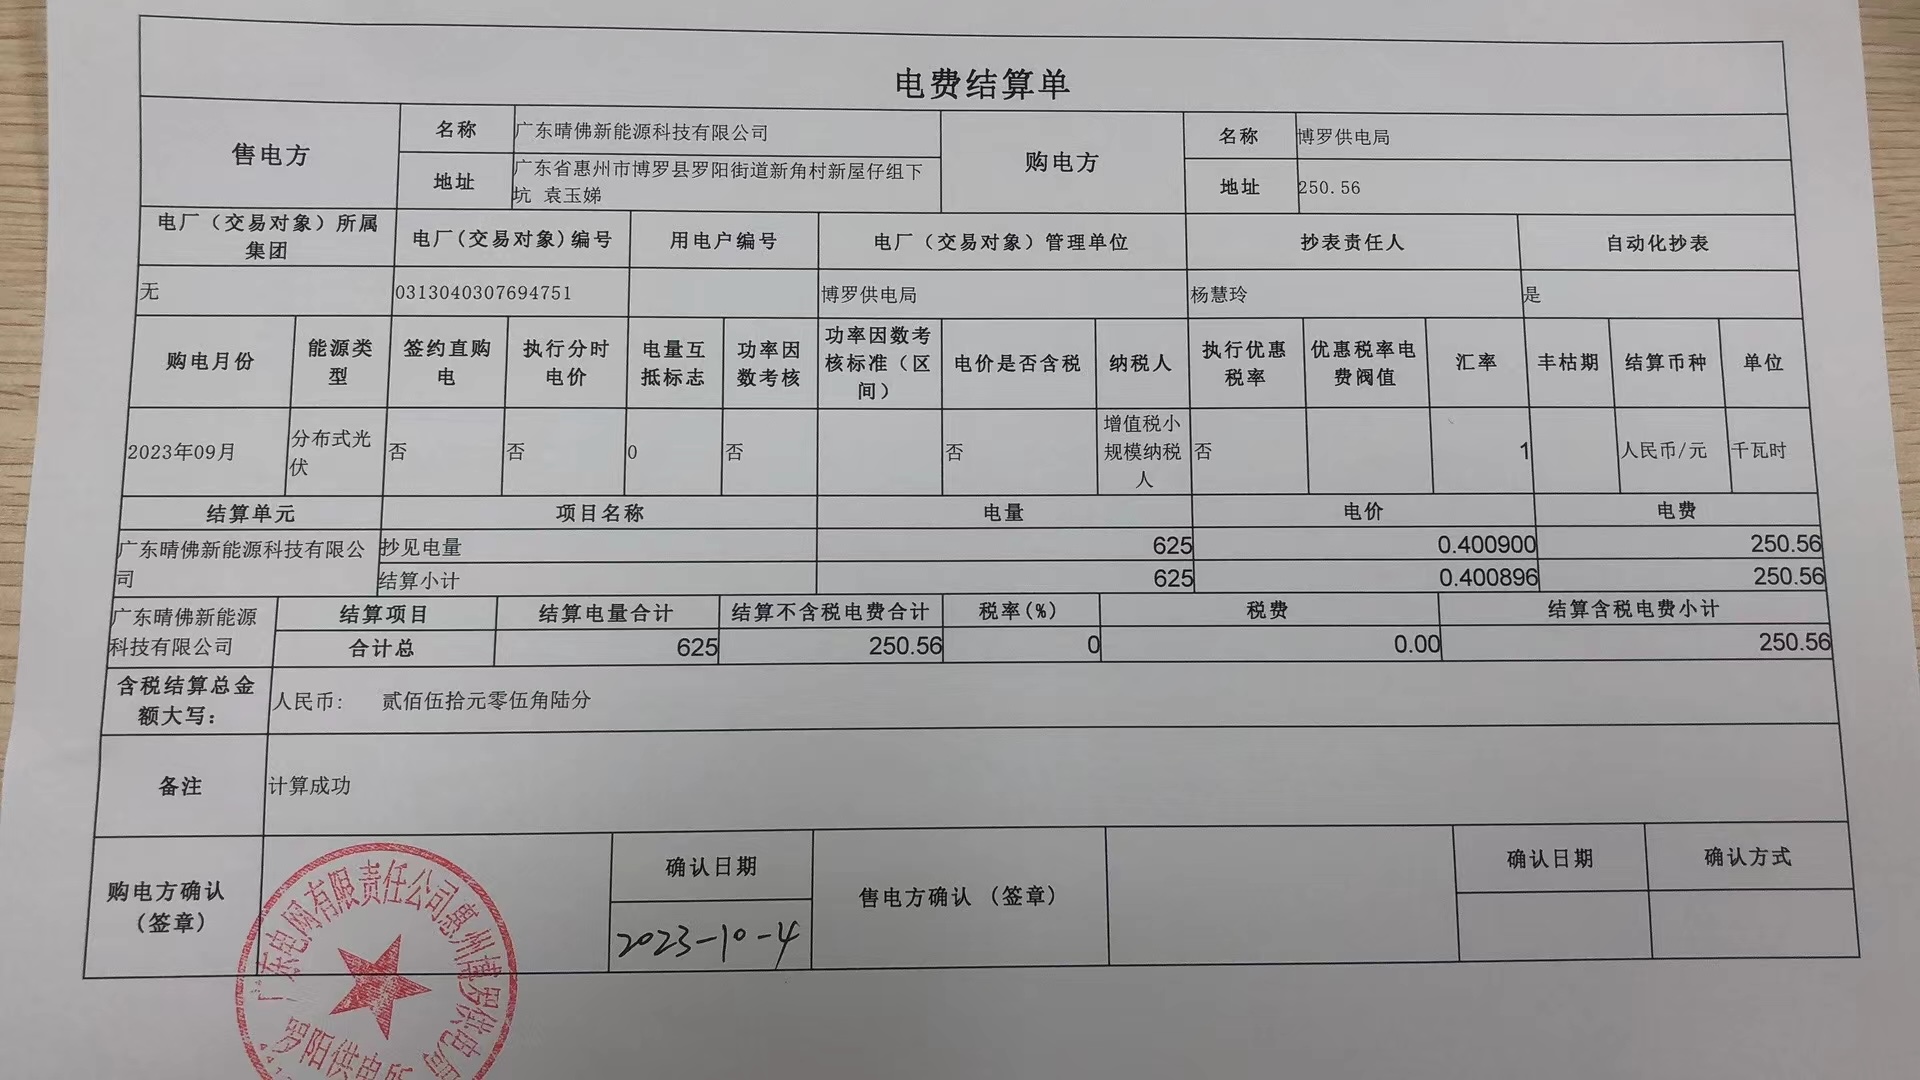 电费结算单
售电方
名称
广东晴佛新能源科技有限公司
购电方
名称
博罗供电局
地址
广东省惠州市博罗县罗阳街道新角村新屋仔组下
坑 袁玉娣
地址
250.56
电厂（交易对象）所属
集团
电厂(交易对象)编号
用电户编号
电厂（交易对象）管理单位
抄表责任人
自动化抄表
无
0313040307694751
博罗供电局
杨慧玲
是
购电月份
能源类
型
签约直购
电
执行分时
电价
电量互
抵标志
功率因
数考核
功率因数考
核标准（区
间）
电价是否含税
纳税人
执行优惠
税率
优惠税率电
费阀值
汇率
丰枯期
结算币种
单位
2023年09月
分布式光
伏
否
否
0
否
否
增值税小
规模纳税
人
否
1
人民币/元
千瓦时
结算单元
项目名称
电量
电价
电费
广东晴佛新能源科技有限公
司
抄见电量
625
0.400900
250.56
结算小计
625
0.400896
250.56
广东晴佛新能源
科技有限公司
结算项目
结算电量合计
结算不含税电费合计
税率(%)
税费
结算含税电费小计
合计总
625
250.56
0
0.00
250.56
含税结算总金
额大写：
人民币： 贰佰伍拾元零伍角陆分
备注
计算成功
购电方确认
（签章）
确认日期
2023-10-4
售电方确认 （签章）
确认日期
确认方式
广东电网有限责任公司惠州博罗供电局
罗阳供电所